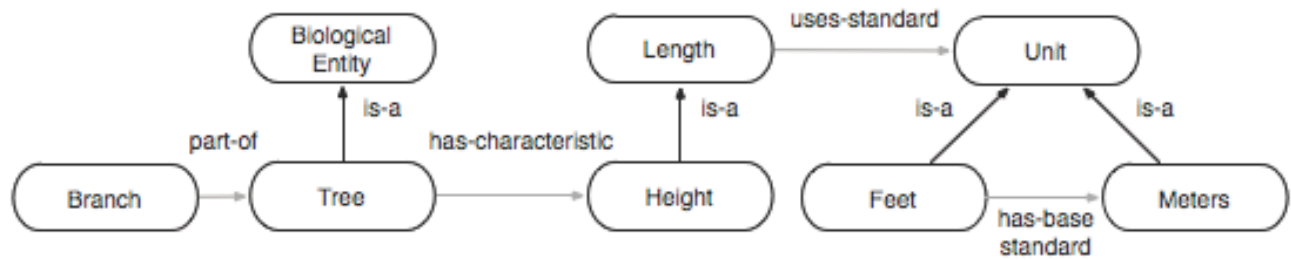 Biological
Entity
Length
uses-standard
Unit
is-a
is-a
is-a
is-a
part-of
has-characteristic
Branch
Tree
Height
Feet
Meters
has-base
standard